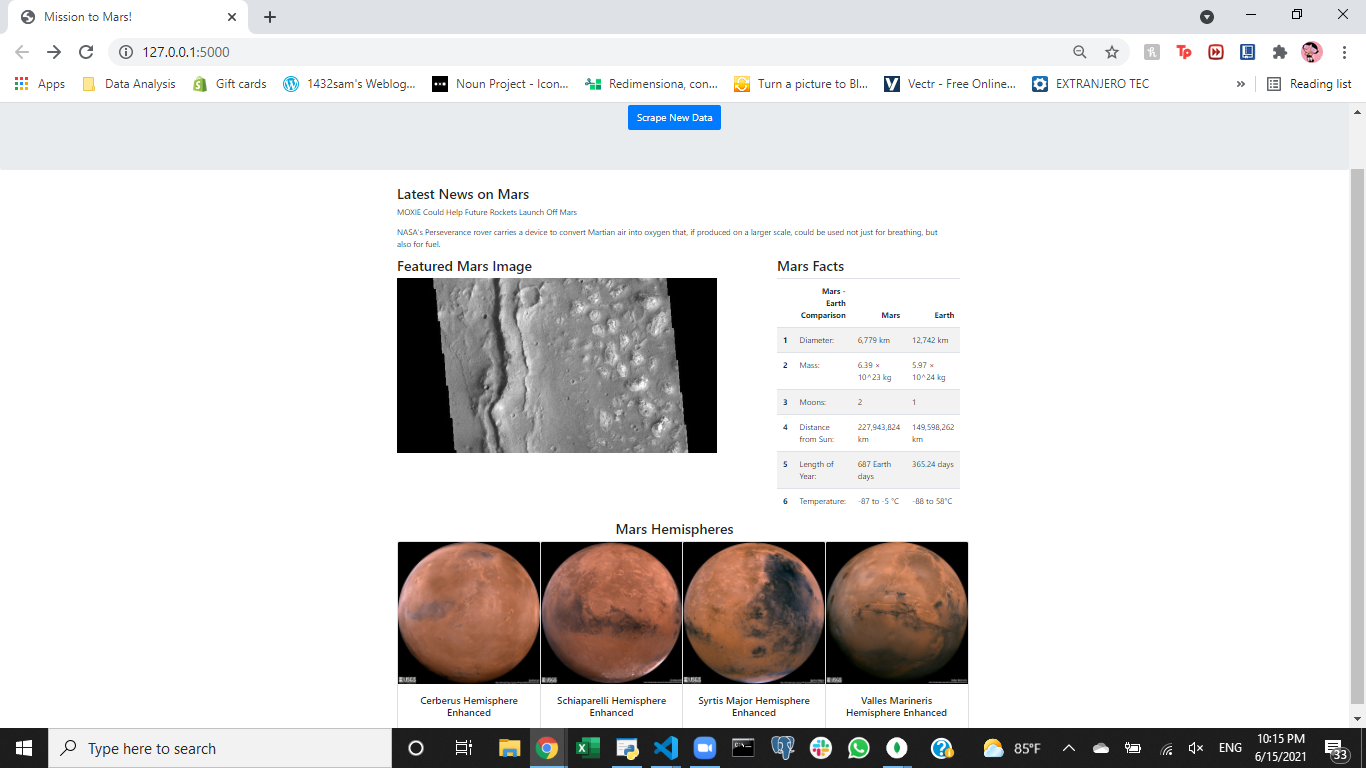 Mission to Mars!
127.0.0.1:5000
Apps
Data Analysis
Gift cards
1432sam's Weblog...
Noun Project - Icon...
Redimensiona, con...
Turn a picture to Bl...
Vectr - Free Online...
EXTRANJERO TEC
»
Reading list
Scrape New Data
Latest News on Mars
MOXIE Could Help Future Rockets Launch Off Mars
NASA's Perseverance rover carries a device to convert Martian air into oxygen that, if produced on a larger scale, could be used not just for breathing, but
also for fuel.
Featured Mars Image
Mars Facts
Mars -
Earth
Comparison Mars Earth
1 Diameter: 6,779 km 12,742 km
2 Mass: 6.39 × 5.97 ×
10^23 kg 10^24 kg
3 Moons: 2 1
4 Distance 227,943,824 149,598,262
from Sun: km km
5 Length of 687 Earth 365.24 days
Year: days
6 Temperature: -87 to -5 °C -88 to 58°C
Mars Hemispheres
USGS
USGS
USGS
USGS
Cerberus Hemisphere
Enhanced
Schiaparelli Hemisphere
Enhanced
Syrtis Major Hemisphere
Enhanced
Valles Marineris
Hemisphere Enhanced
Type here to search
85°F
ENG
10:15 PM
6/15/2021
33